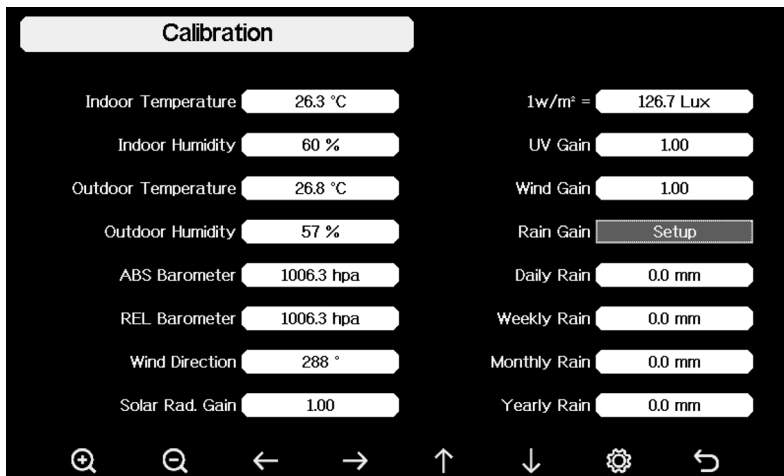 Calibration
Indoor Temperature 26.3 °C
Indoor Humidity 60 %
Outdoor Temperature 26.8 °C
Outdoor Humidity 57 %
ABS Barometer 1006.3 hpa
REL Barometer 1006.3 hpa
Wind Direction 288 °
Solar Rad. Gain 1.00
1w/m² = 126.7 Lux
UV Gain 1.00
Wind Gain 1.00
Rain Gain Setup
Daily Rain 0.0 mm
Weekly Rain 0.0 mm
Monthly Rain 0.0 mm
Yearly Rain 0.0 mm